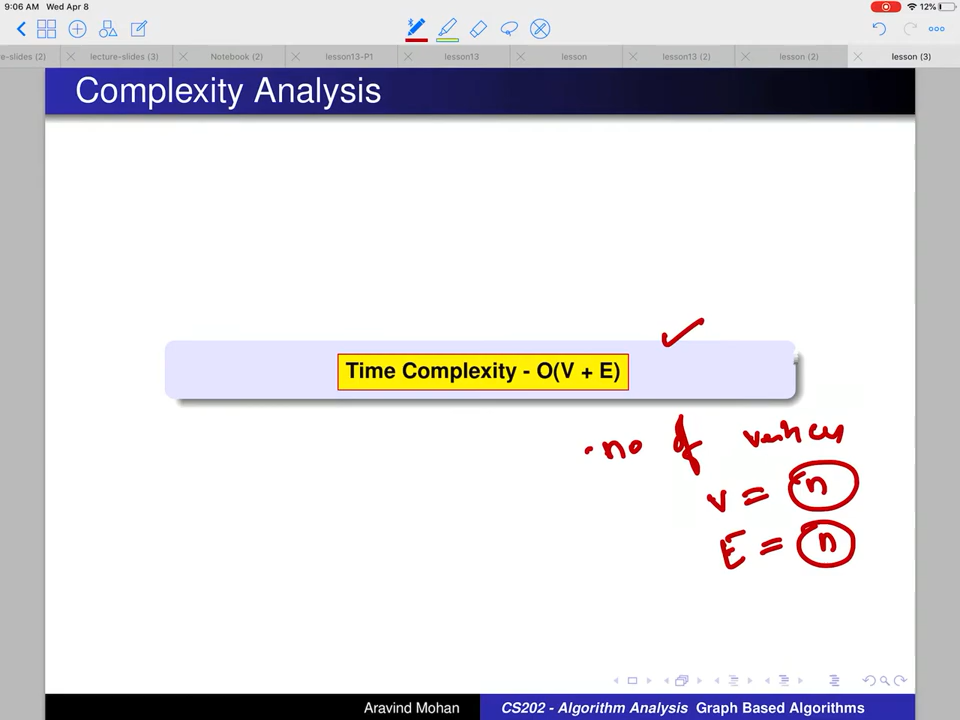 9:06 AM Wed Apr 8
12%
e-slides (2) lecture-slides (3) Notebook (2) lesson13-P1 lesson13 lesson lesson13 (2) lesson (2) lesson (3)
Complexity Analysis
Time Complexity - O(V + E)
no of vertices
V = n
E = n
Aravind Mohan CS202 - Algorithm Analysis Graph Based Algorithms